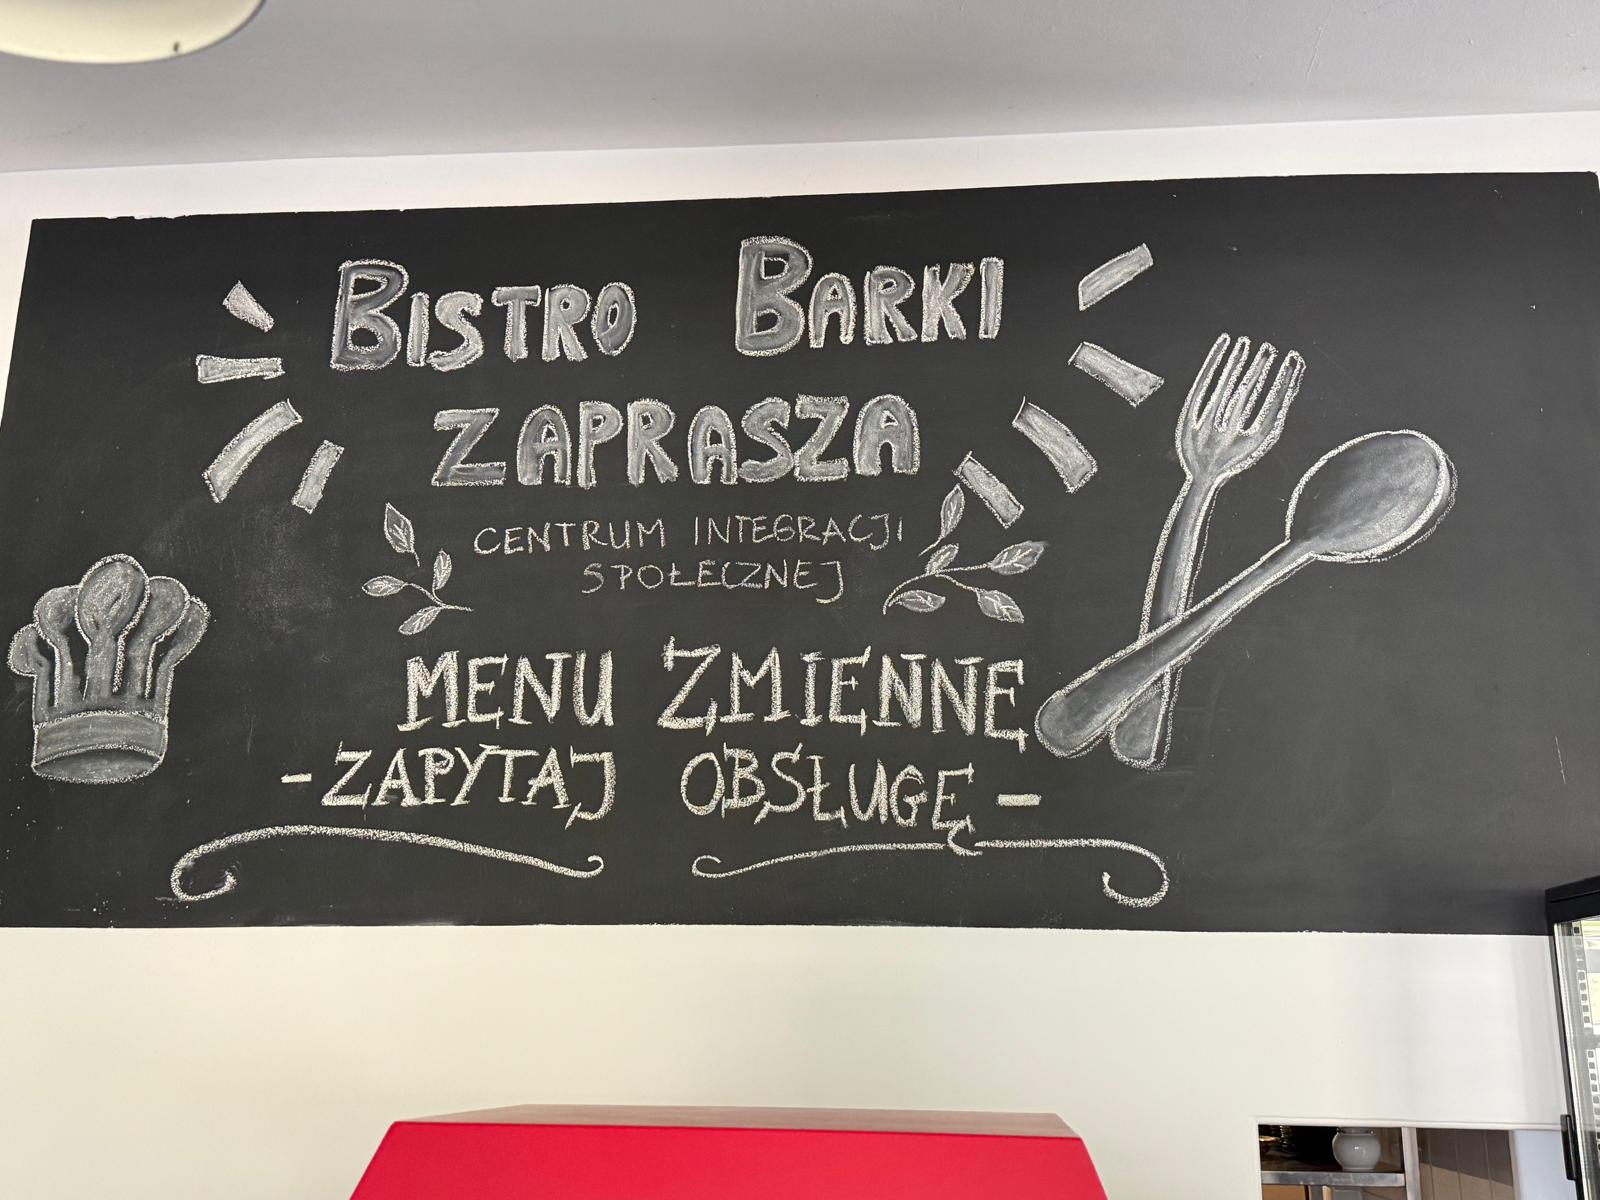 BISTRO BARKI
ZAPRASZA
CENTRUM INTEGRACJI
SPOŁECZNEJ
MENU ZMIENNE
-ZAPYTAJ OBSŁUGĘ-